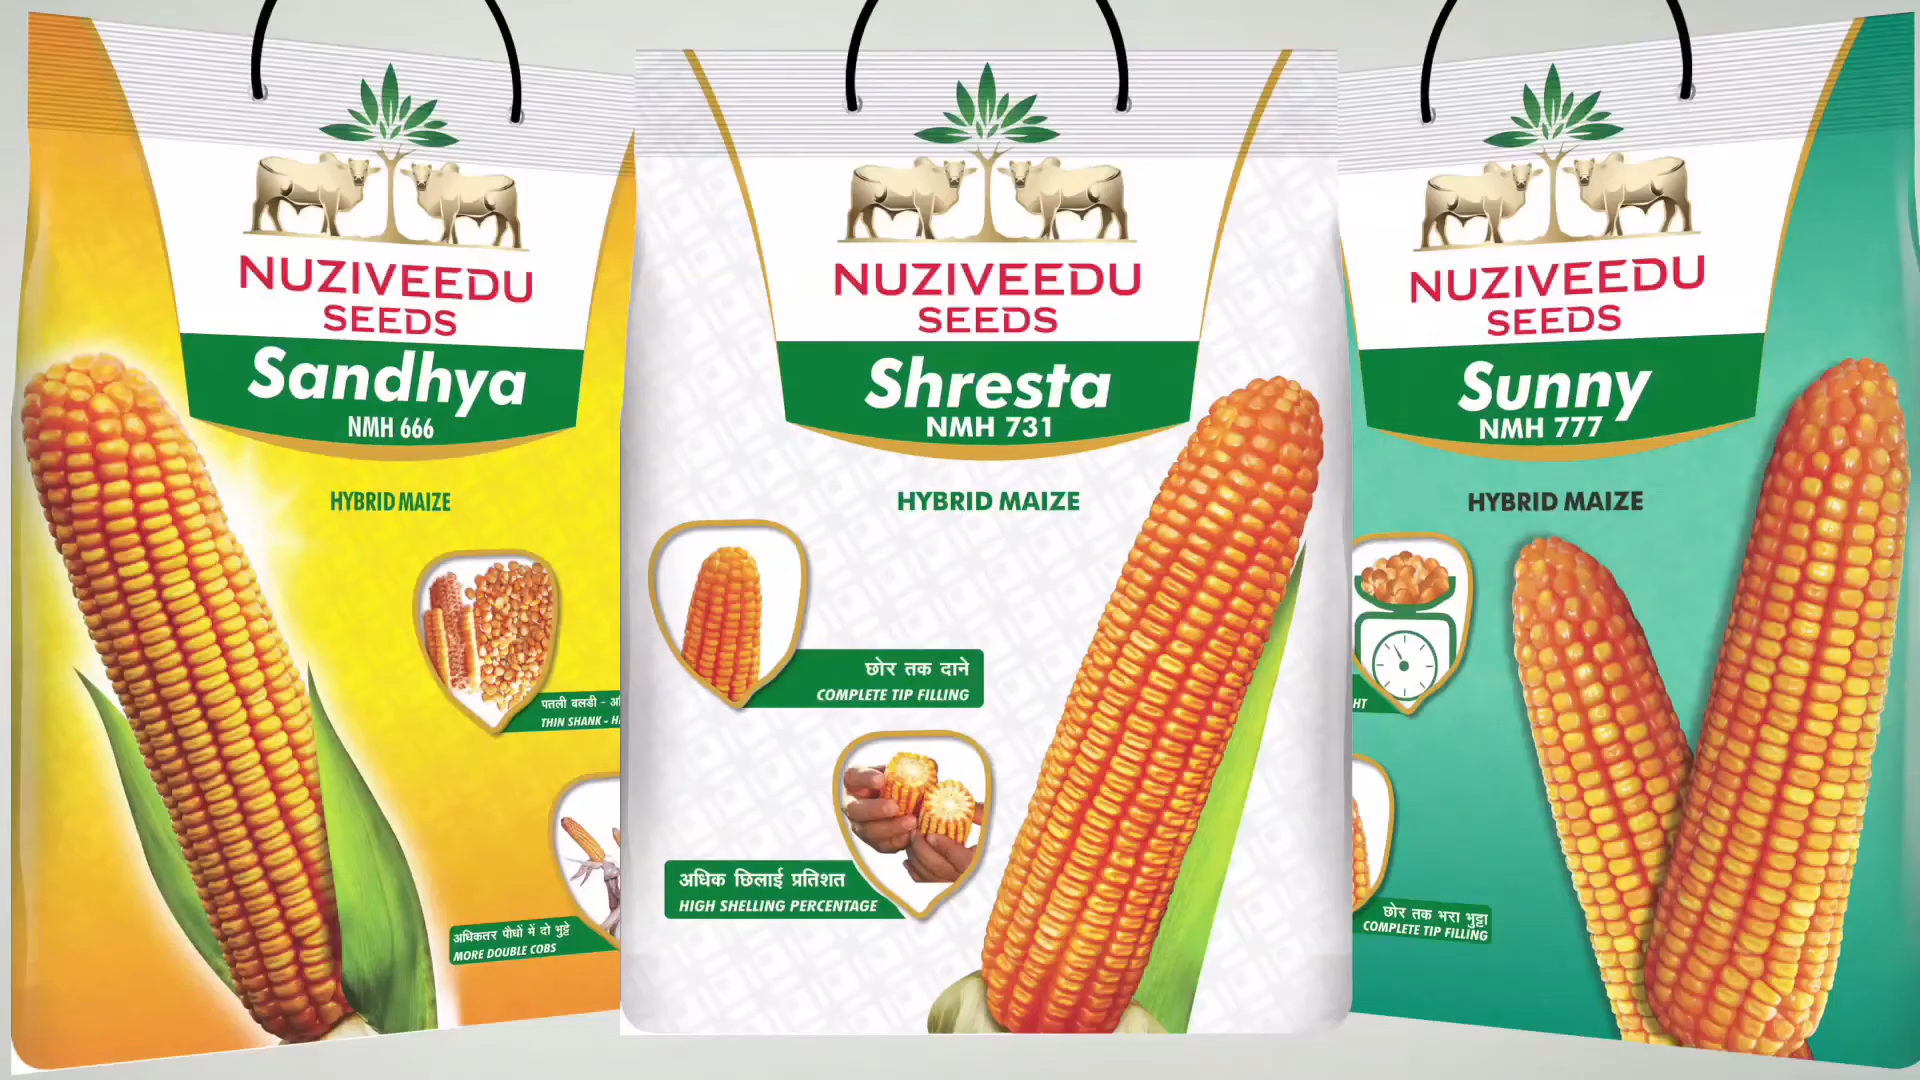 NUZIVEEDU
SEEDS
Sandhya
NMH 666
HYBRID MAIZE
पतली बलडी -
THIN SHANK -
अधिकतर पौधों में दो भुट्टे
MORE DOUBLE COBS
NUZIVEEDU
SEEDS
Shresta
NMH 731
HYBRID MAIZE
छोर तक दाने
COMPLETE TIP FILLING
अधिक छिलाई प्रतिशत
HIGH SHELLING PERCENTAGE
NUZIVEEDU
SEEDS
Sunny
NMH 777
HYBRID MAIZE
छोर तक भरा भुट्टा
COMPLETE TIP FILLING